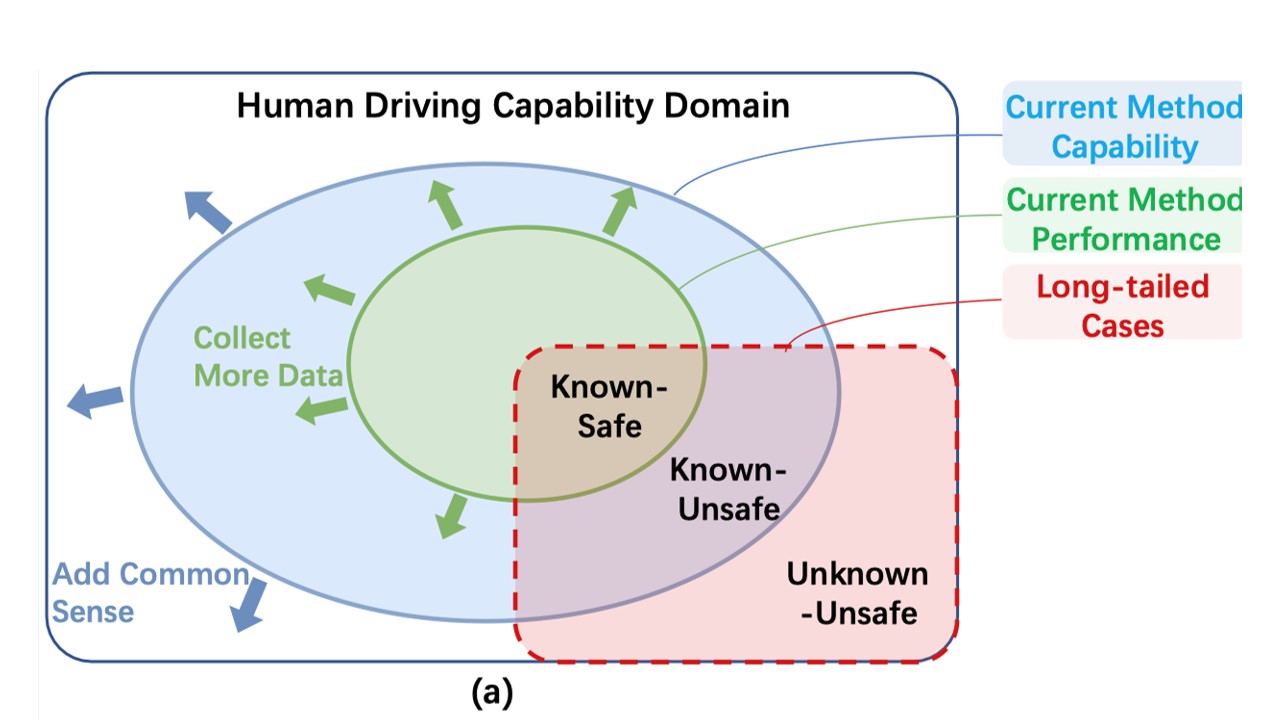 Human Driving Capability Domain
Current Method
Capability
Current Method
Performance
Long-tailed
Cases
Collect
More Data
Known-
Safe
Known-
Unsafe
Add Common
Sense
Unknown
-Unsafe
(a)